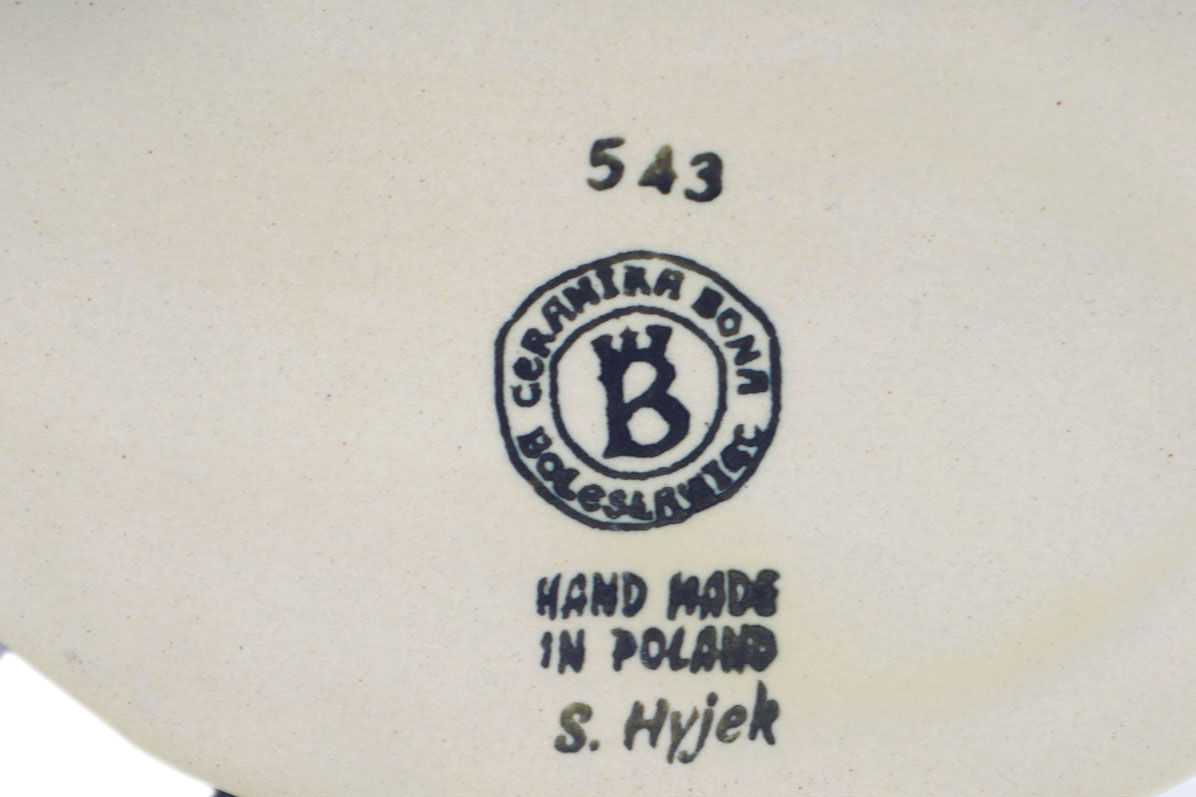 543
CERAMIKA BONA
B
BOLESŁAWIEC
HAND MADE
IN POLAND
S. Hyjek